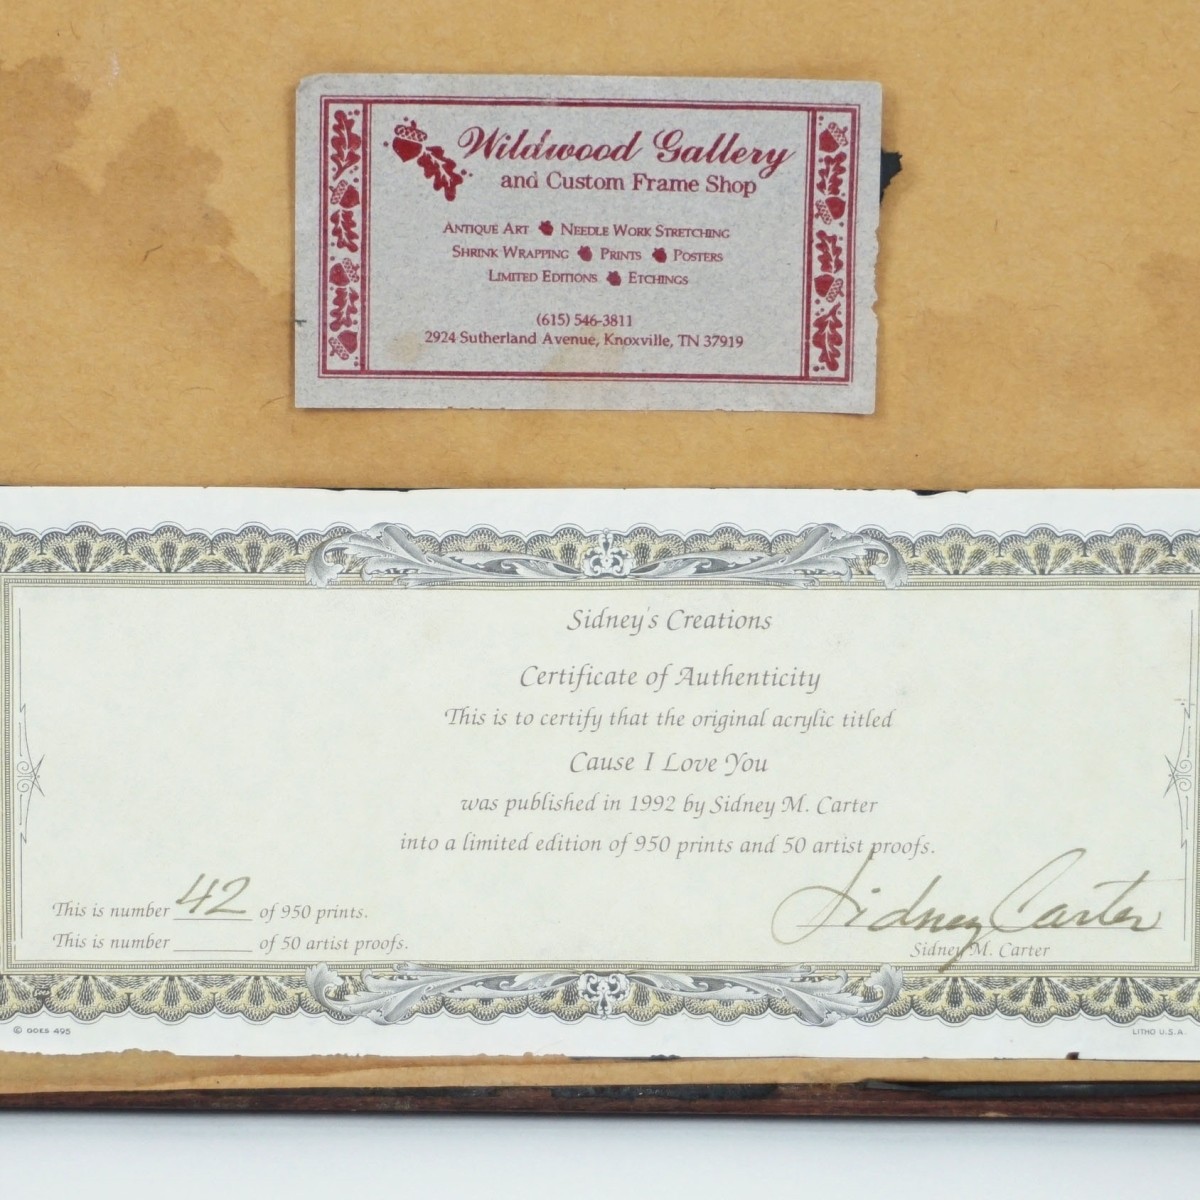 Wildwood Gallery
and Custom Frame Shop
Antique Art Needle Work Stretching
Shrink Wrapping Prints Posters
Limited Editions Etchings
(615) 546-3811
2924 Sutherland Avenue, Knoxville, TN 37919
Sidney's Creations
Certificate of Authenticity
This is to certify that the original acrylic titled
Cause I Love You
was published in 1992 by Sidney M. Carter
into a limited edition of 950 prints and 50 artist proofs.
This is number 42 of 950 prints.
This is number ______ of 50 artist proofs.
Sidney Carter
Sidney M. Carter
© GOES 495
LITHO U.S.A.